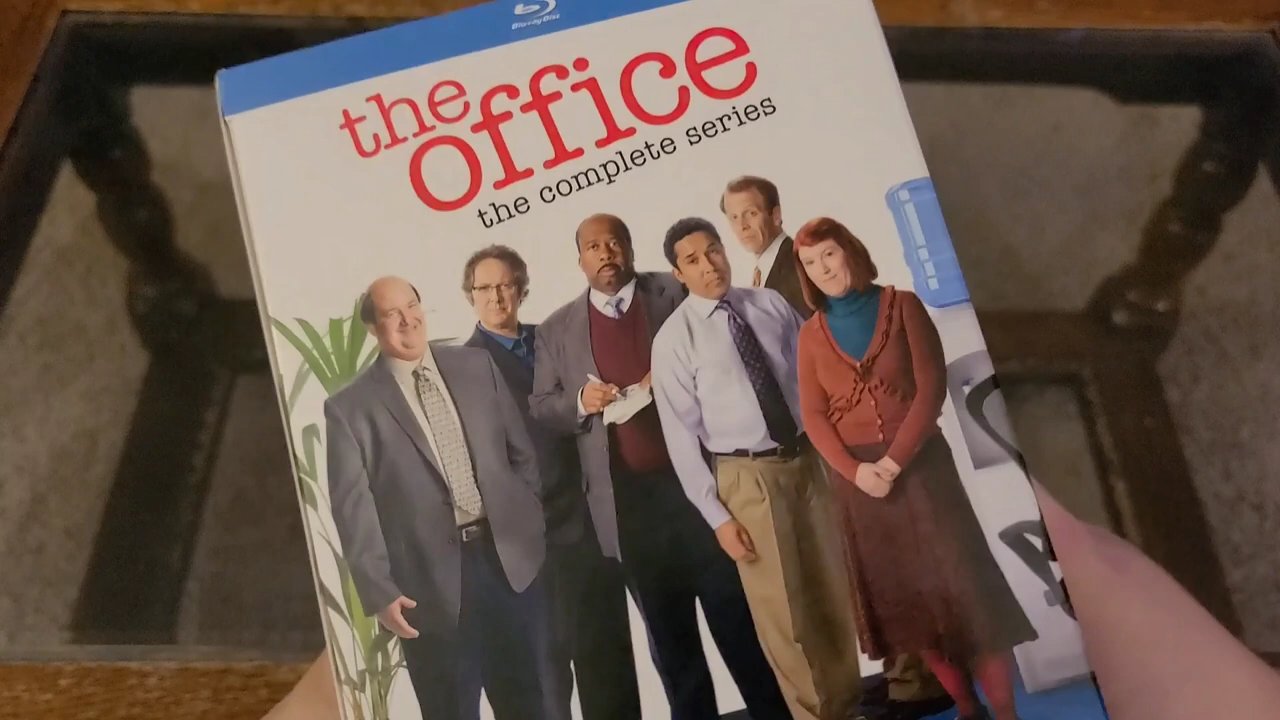 Blu-ray Disc
the
office
the complete series